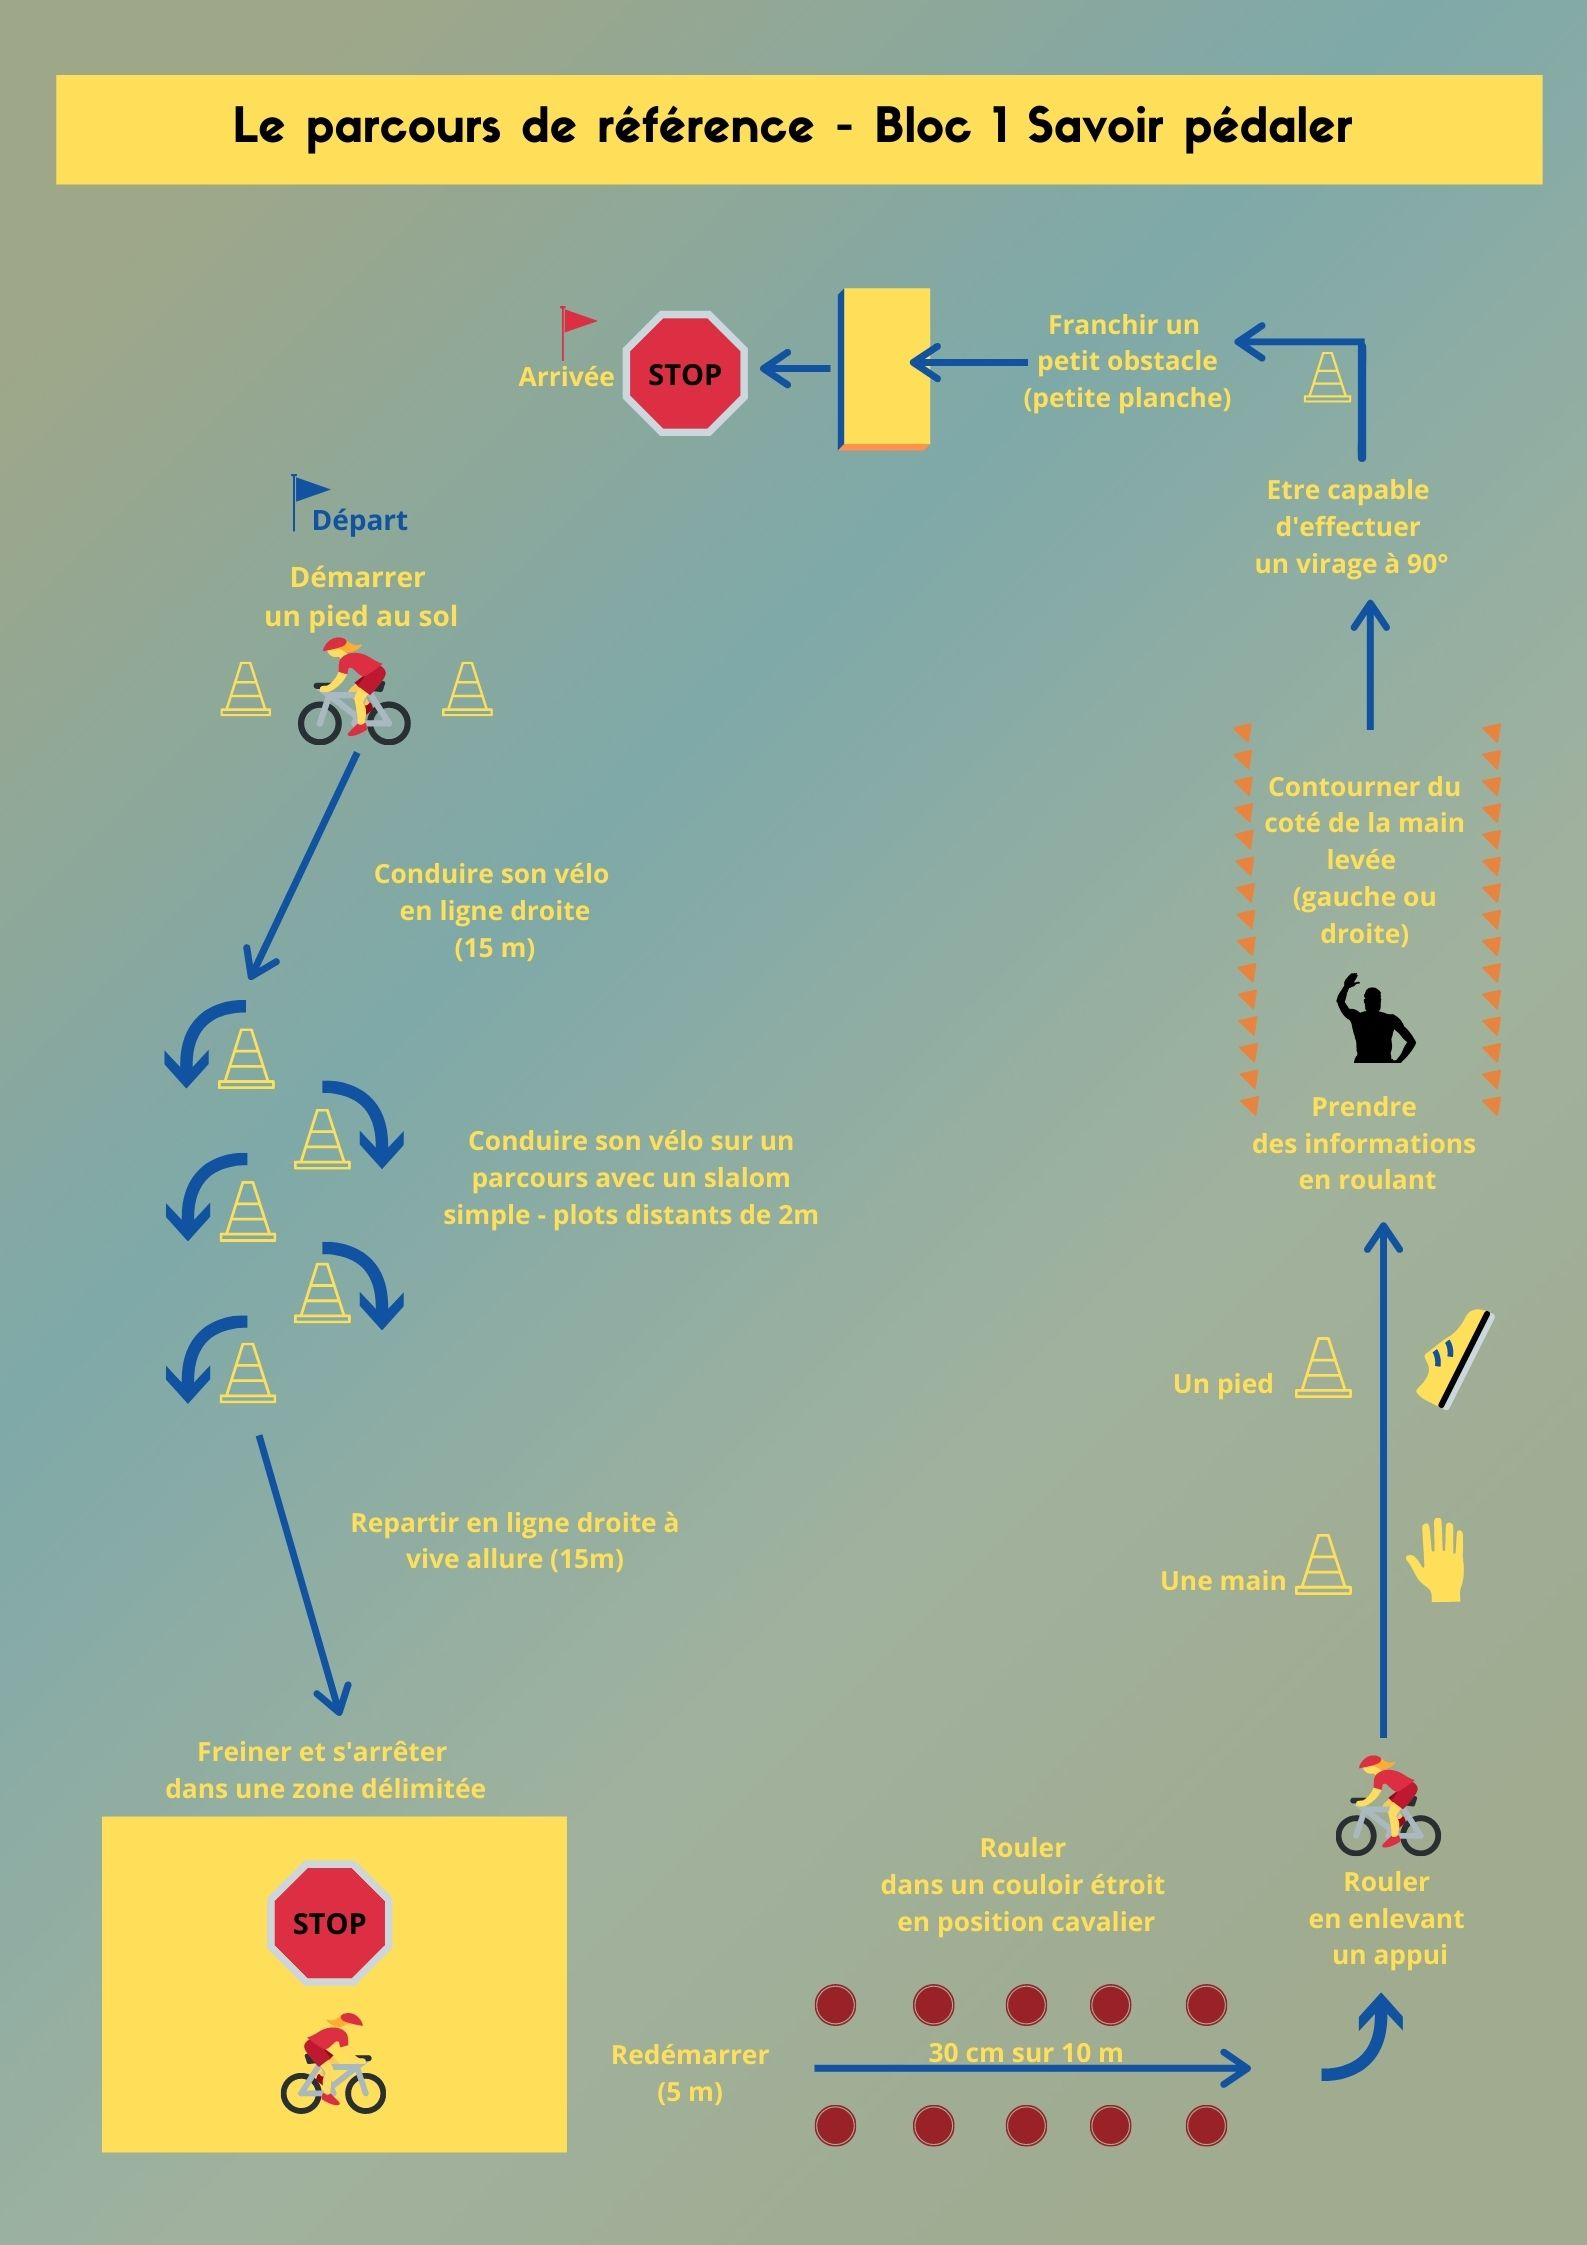 Le parcours de référence - Bloc 1 Savoir pédaler
Arrivée
STOP
Franchir un
petit obstacle
(petite planche)
Départ
Démarrer
un pied au sol
Etre capable
d'effectuer
un virage à 90°
Conduire son vélo
en ligne droite
(15 m)
Contourner du
coté de la main
levée
(gauche ou
droite)
Prendre
des informations
en roulant
Conduire son vélo sur un
parcours avec un slalom
simple - plots distants de 2m
Un pied
Repartir en ligne droite à
vive allure (15m)
Une main
Freiner et s'arrêter
dans une zone délimitée
STOP
Rouler
dans un couloir étroit
en position cavalier
Rouler
en enlevant
un appui
Redémarrer
(5 m)
30 cm sur 10 m